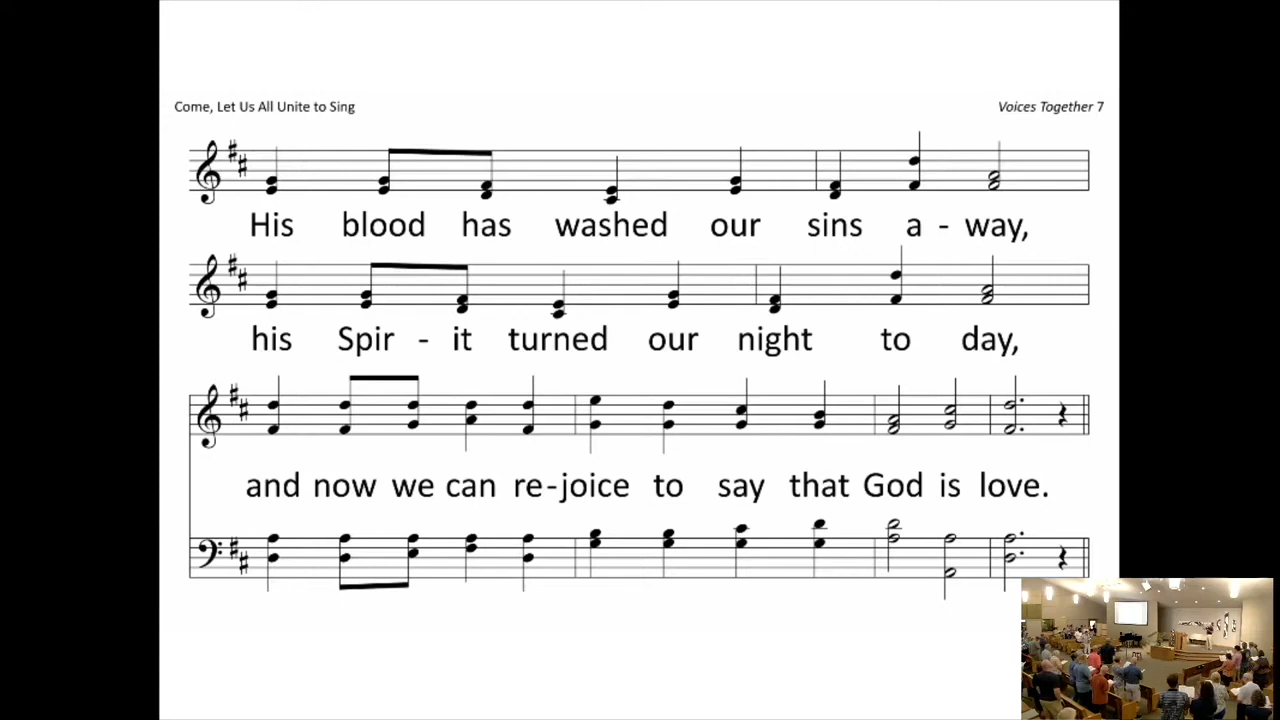 Come, Let Us All Unite to Sing
Voices Together 7
His blood has washed our sins a - way,
his Spir - it turned our night to day,
and now we can re-joice to say that God is love.